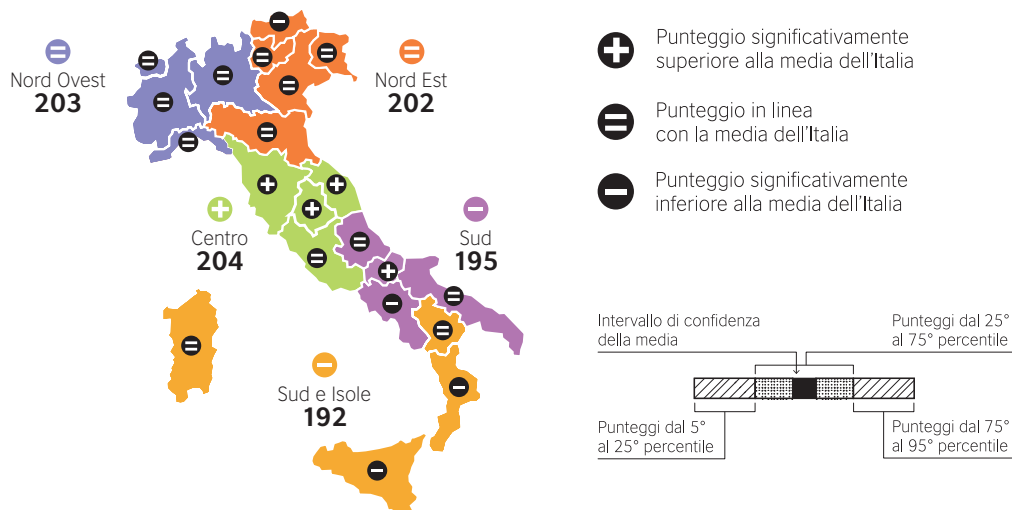 Nord Ovest
203
Nord Est
202
Centro
204
Sud
195
Sud e Isole
192
Punteggio significativamente
superiore alla media dell'Italia
Punteggio in linea
con la media dell'Italia
Punteggio significativamente
inferiore alla media dell'Italia
Intervallo di confidenza
della media
Punteggi dal 25°
al 75° percentile
Punteggi dal 5°
al 25° percentile
Punteggi dal 75°
al 95° percentile